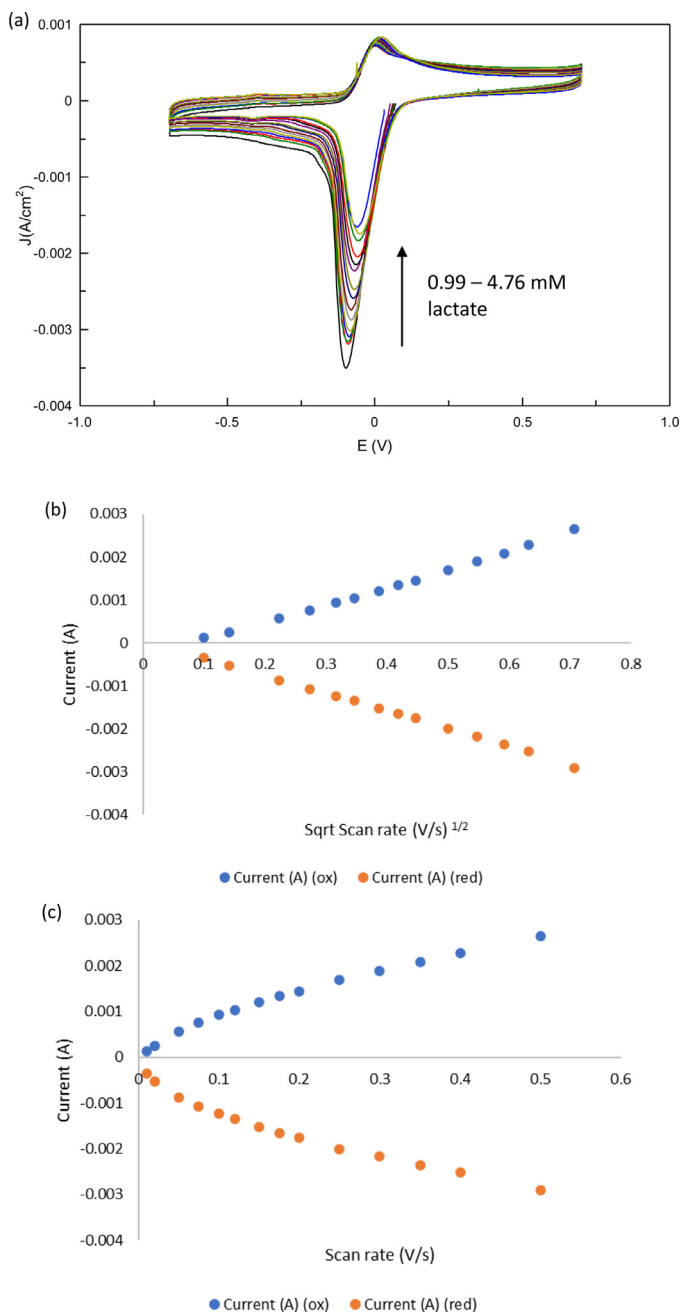 (a)
0.001
0
-0.001
-0.002
-0.003
-0.004
J(A/cm²)
0.99 – 4.76 mM
lactate
-1.0 -0.5 0 0.5 1.0
E (V)
(b)
0.003
0.002
0.001
0
-0.001
-0.002
-0.003
-0.004
Current (A)
0 0.1 0.2 0.3 0.4 0.5 0.6 0.7 0.8
Sqrt Scan rate (V/s) ¹/²
Current (A) (ox) Current (A) (red)
(c)
0.003
0.002
0.001
0
-0.001
-0.002
-0.003
-0.004
Current (A)
0 0.1 0.2 0.3 0.4 0.5 0.6
Scan rate (V/s)
Current (A) (ox) Current (A) (red)